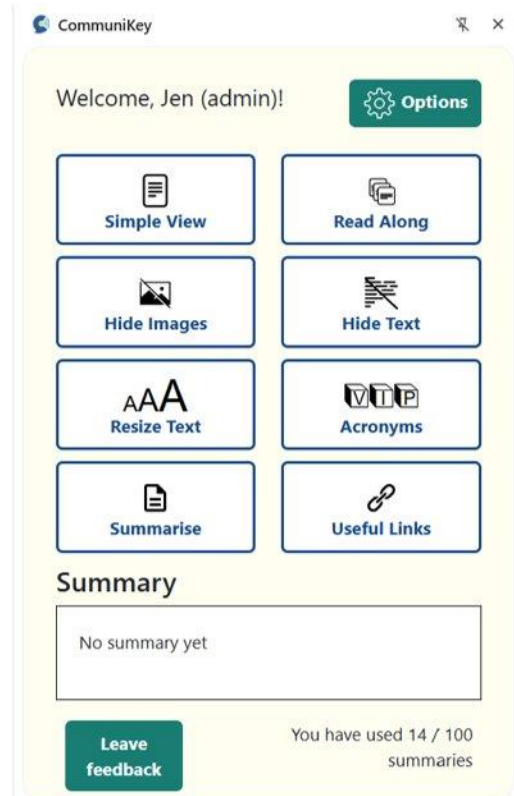 CommuniKey
Welcome, Jen (admin)!
Options
Simple View
Read Along
Hide Images
Hide Text
AAA
Resize Text
VIP
Acronyms
Summarise
Useful Links
Summary
No summary yet
Leave
feedback
You have used 14 / 100
summaries